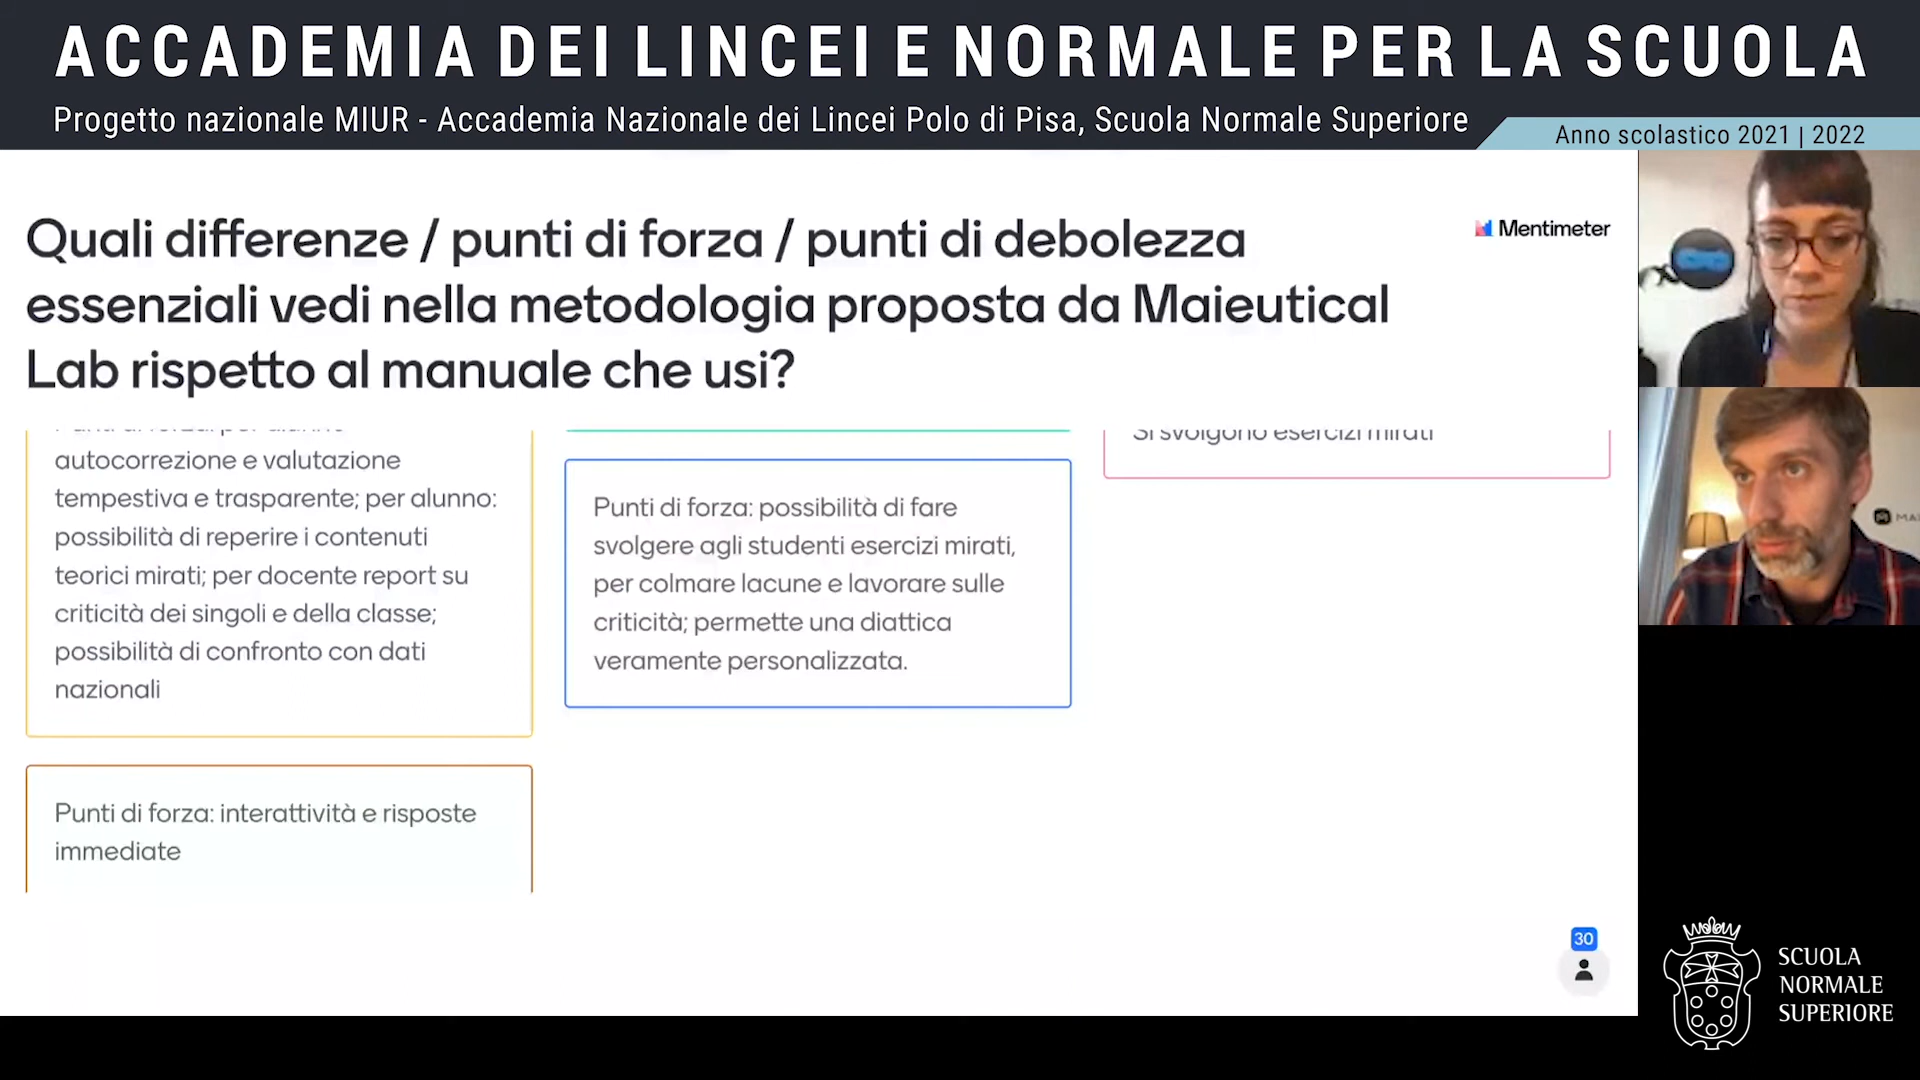 ACCADEMIA DEI LINCEI E NORMALE PER LA SCUOLA
Progetto nazionale MIUR - Accademia Nazionale dei Lincei Polo di Pisa, Scuola Normale Superiore
Anno scolastico 2021 | 2022
Quali differenze / punti di forza / punti di debolezza
essenziali vedi nella metodologia proposta da Maieutical
Lab rispetto al manuale che usi?
Mentimeter
autocorrezione e valutazione
tempestiva e trasparente; per alunno:
possibilità di reperire i contenuti
teorici mirati; per docente report su
criticità dei singoli e della classe;
possibilità di confronto con dati
nazionali
Punti di forza: interattività e risposte
immediate
Punti di forza: possibilità di fare
svolgere agli studenti esercizi mirati,
per colmare lacune e lavorare sulle
criticità; permette una diattica
veramente personalizzata.
Si svolgono esercizi mirati
30
SCUOLA
NORMALE
SUPERIORE